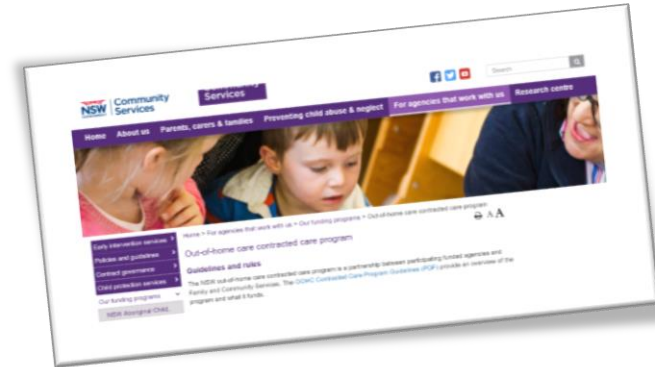 NSW Community Services
Services
Search
Home About us Parents, carers & families Preventing child abuse & neglect For agencies that work with us Research centre
Home > For agencies that work with us > Our funding programs > Out-of-home care contracted care program
A A
Early intervention services
Policies and guidelines
Contract governance
Child protection services
Our funding programs
NSW Aboriginal Child,
Out-of-home care contracted care program
Guidelines and rules
The NSW out-of-home care contracted care program is a partnership between participating funded agencies and
Family and Community Services. The OOHC Contracted Care Program Guidelines (PDF) provide an overview of the
program and what it funds.